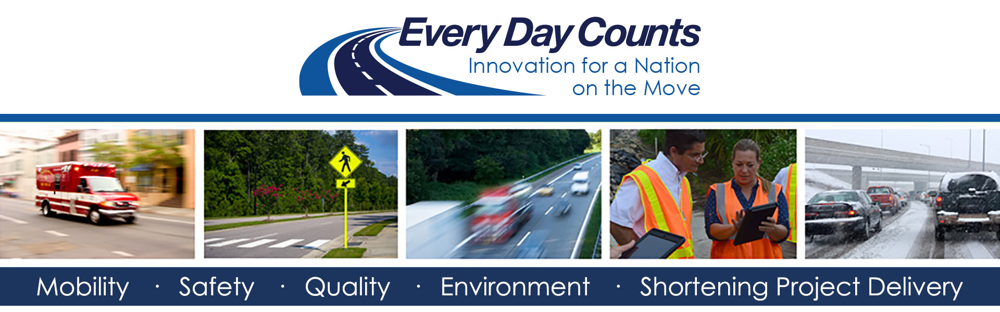 Every Day Counts
Innovation for a Nation
on the Move
Mobility · Safety · Quality · Environment · Shortening Project Delivery